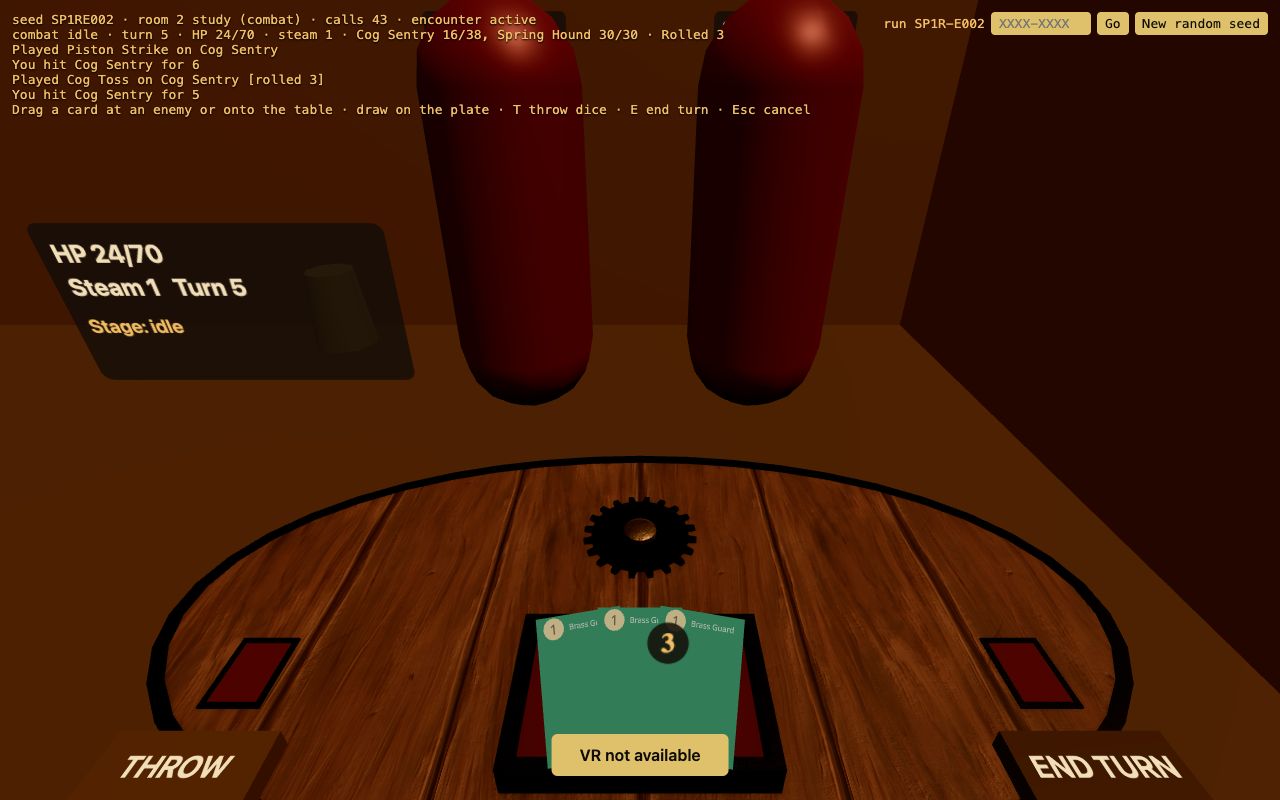 seed SP1RE002 · room 2 study (combat) · calls 43 · encounter active
combat idle · turn 5 · HP 24/70 · steam 1 · Cog Sentry 16/38, Spring Hound 30/30 · Rolled 3
Played Piston Strike on Cog Sentry
You hit Cog Sentry for 6
Played Cog Toss on Cog Sentry [rolled 3]
You hit Cog Sentry for 5
Drag a card at an enemy or onto the table · draw on the plate · T throw dice · E end turn · Esc cancel
run SP1R-E002 XXXX-XXXX Go New random seed
HP 24/70
Steam 1 Turn 5
Stage: idle
1 Brass Gu
1 Brass Gu
1 Brass Guard
3
VR not available
THROW
END TURN